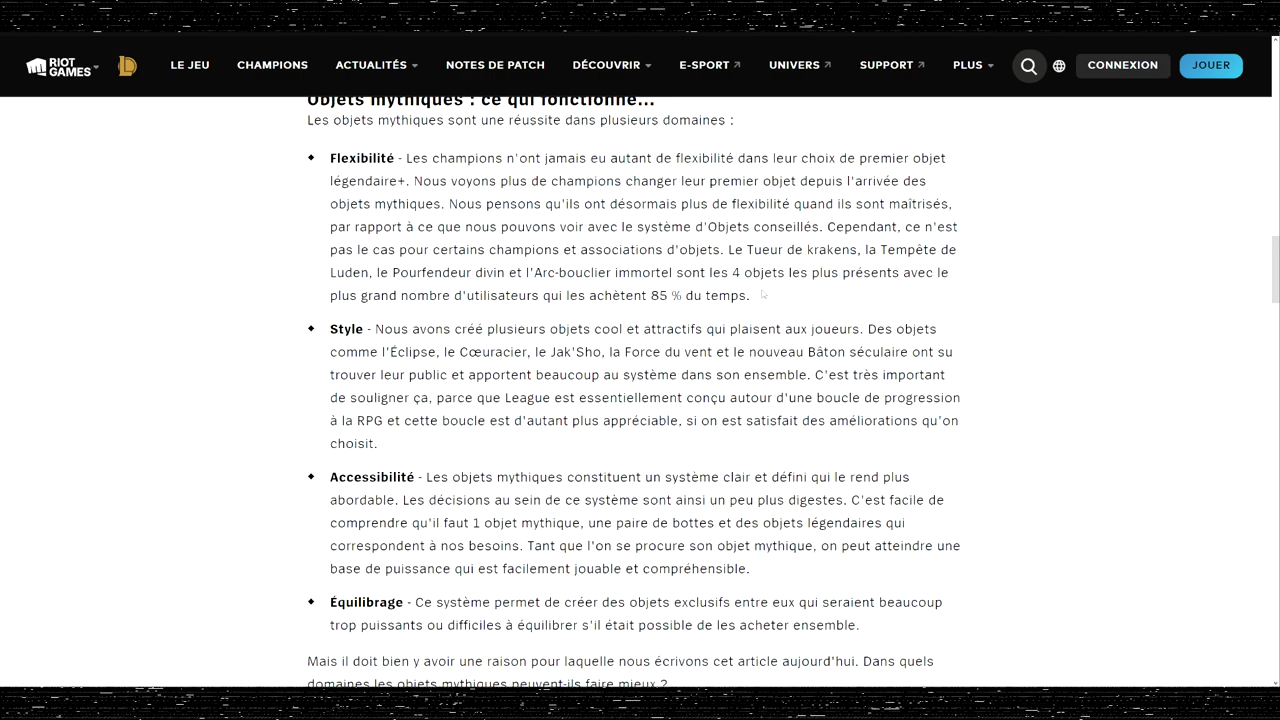 RIOT GAMES
LE JEU CHAMPIONS ACTUALITÉS NOTES DE PATCH DÉCOUVRIR E-SPORT UNIVERS SUPPORT PLUS CONNEXION JOUER
Objets mythiques : ce qui fonctionne...
Les objets mythiques sont une réussite dans plusieurs domaines :
Flexibilité - Les champions n'ont jamais eu autant de flexibilité dans leur choix de premier objet
légendaire+. Nous voyons plus de champions changer leur premier objet depuis l'arrivée des
objets mythiques. Nous pensons qu'ils ont désormais plus de flexibilité quand ils sont maîtrisés,
par rapport à ce que nous pouvons voir avec le système d'Objets conseillés. Cependant, ce n'est
pas le cas pour certains champions et associations d'objets. Le Tueur de krakens, la Tempête de
Luden, le Pourfendeur divin et l'Arc-bouclier immortel sont les 4 objets les plus présents avec le
plus grand nombre d'utilisateurs qui les achètent 85 % du temps.
Style - Nous avons créé plusieurs objets cool et attractifs qui plaisent aux joueurs. Des objets
comme l'Éclipse, le Cœuracier, le Jak'Sho, la Force du vent et le nouveau Bâton séculaire ont su
trouver leur public et apportent beaucoup au système dans son ensemble. C'est très important
de souligner ça, parce que League est essentiellement conçu autour d'une boucle de progression
à la RPG et cette boucle est d'autant plus appréciable, si on est satisfait des améliorations qu'on
choisit.
Accessibilité - Les objets mythiques constituent un système clair et défini qui le rend plus
abordable. Les décisions au sein de ce système sont ainsi un peu plus digestes. C'est facile de
comprendre qu'il faut 1 objet mythique, une paire de bottes et des objets légendaires qui
correspondent à nos besoins. Tant que l'on se procure son objet mythique, on peut atteindre une
base de puissance qui est facilement jouable et compréhensible.
Équilibrage - Ce système permet de créer des objets exclusifs entre eux qui seraient beaucoup
trop puissants ou difficiles à équilibrer s'il était possible de les acheter ensemble.
Mais il doit bien y avoir une raison pour laquelle nous écrivons cet article aujourd'hui. Dans quels
domaines les objets mythiques peuvent-ils faire mieux ?